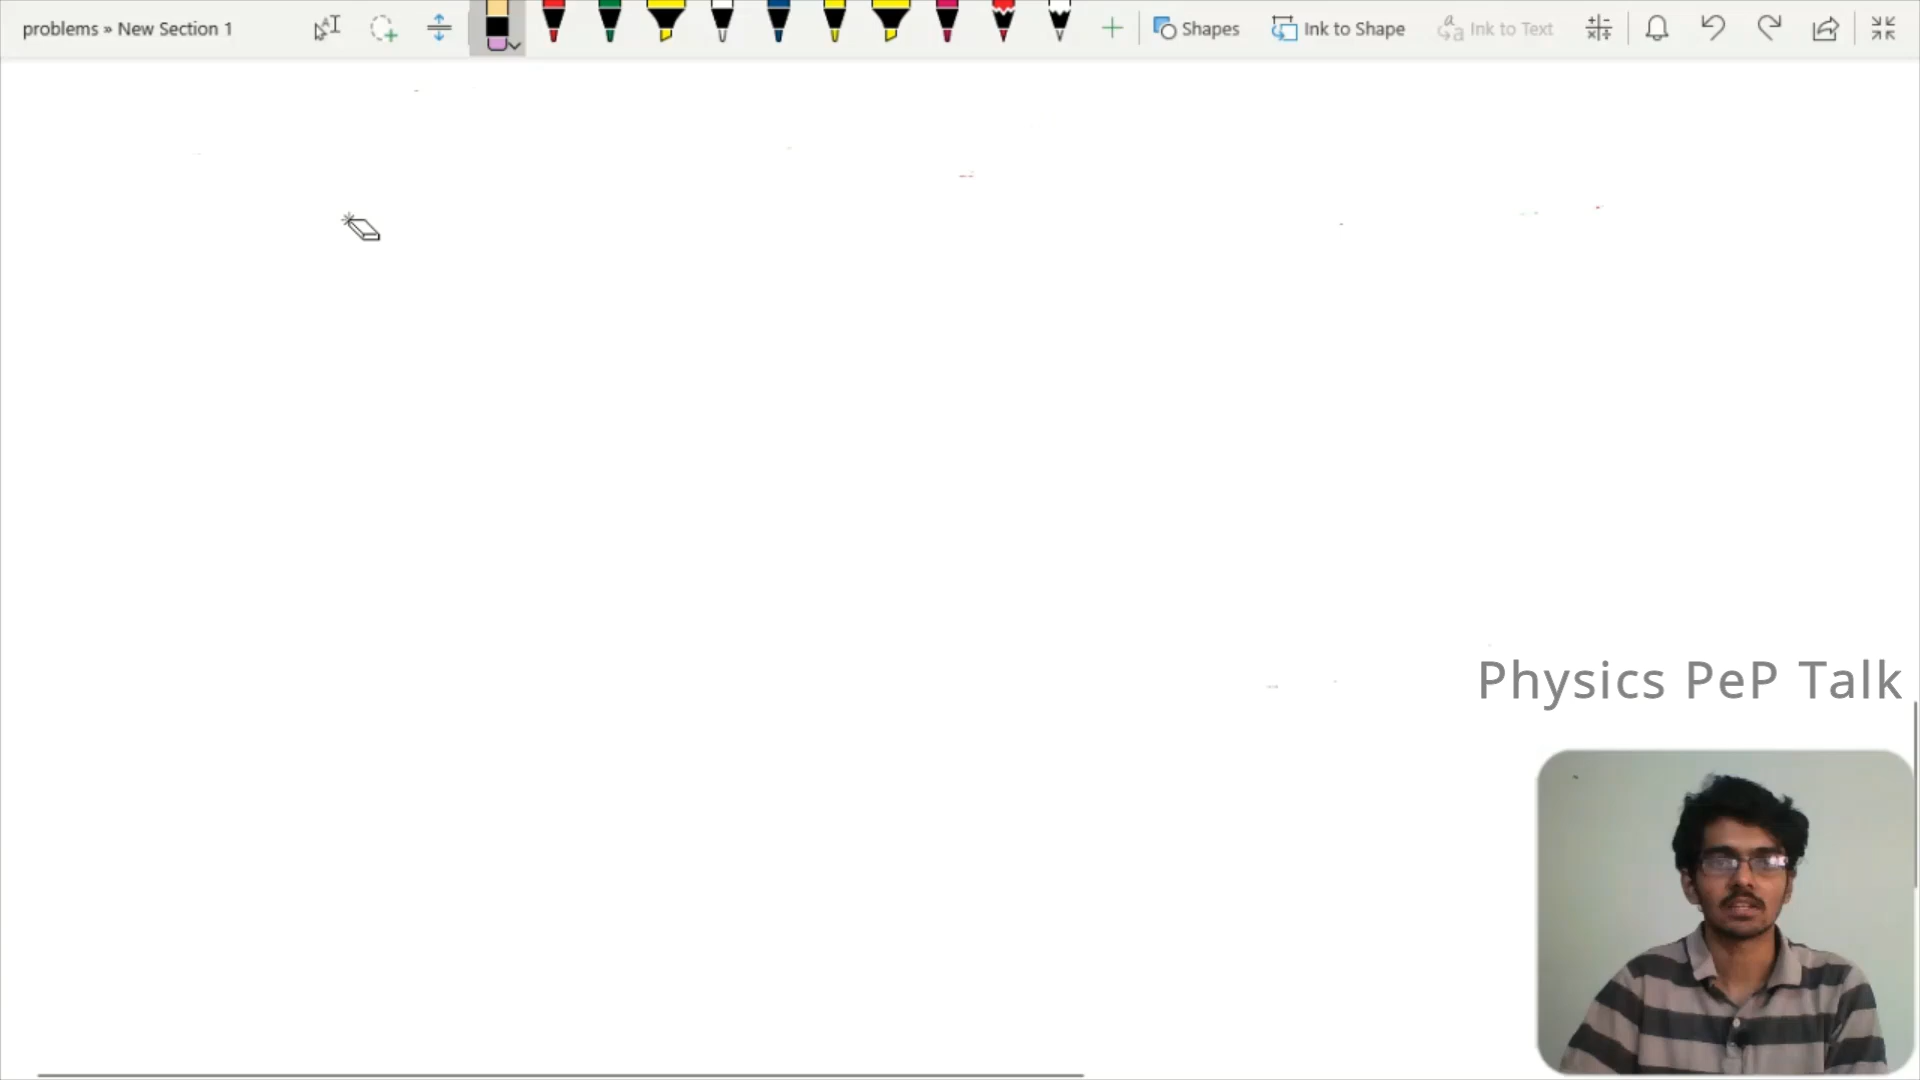 problems » New Section 1
Shapes
Ink to Shape
Ink to Text
Physics PeP Talk